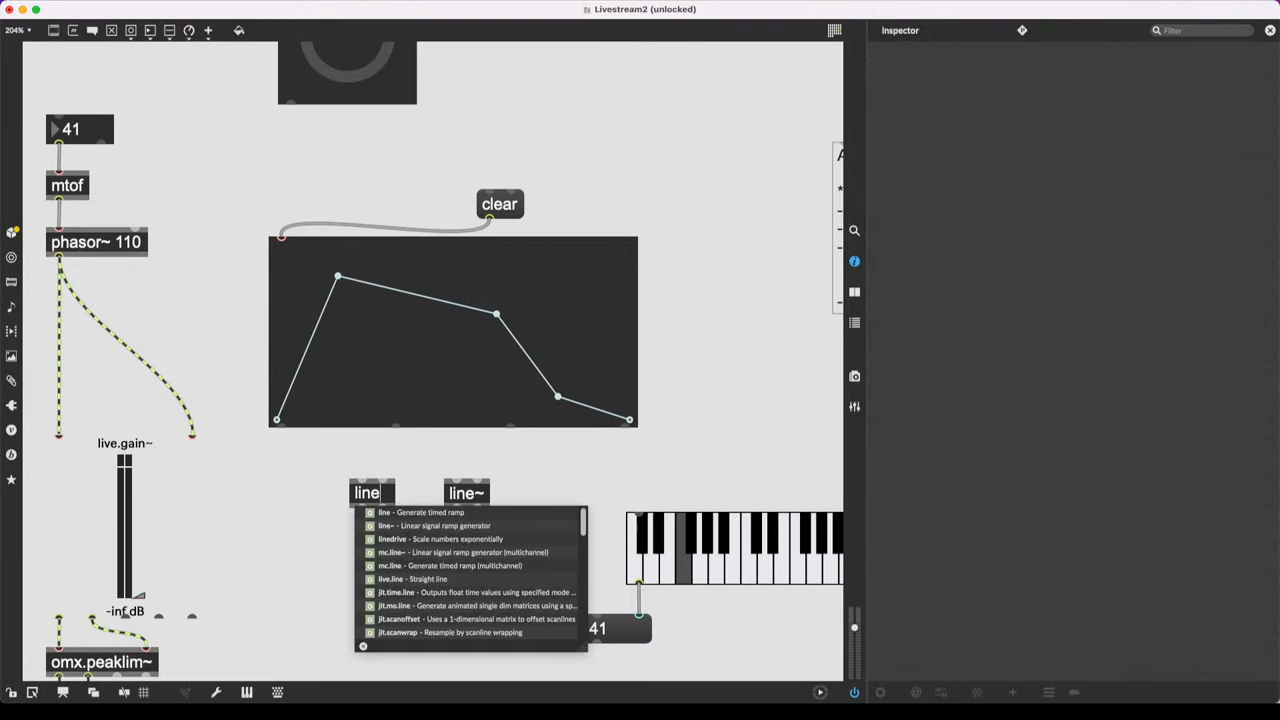 Livestream2 (unlocked)
204%
inspector
Filter
41
mtof
clear
phasor~ 110
live.gain~
line
line~
line - Generate timed ramp
line~ - Linear signal ramp generator
linedrive - Scale numbers exponentially
mc.line~ - Linear signal ramp generator (multichannel)
mc.line - Generate timed ramp (multichannel)
live.line - Straight line
jit.time.line - Outputs float time values using specified mode ...
jit.mo.line - Generate animated single dim matrices using a sp...
jit.scanoffset - Uses a 1-dimensional matrix to offset scanlines
jit.scanwrap - Resample by scanline wrapping
-inf dB
41
omx.peaklim~